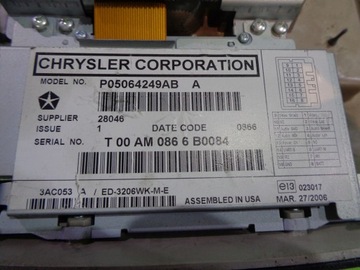 CHRYSLER CORPORATION
MODEL NO. P05064249AB A
SUPPLIER 28046
ISSUE 1 DATE CODE 0866
SERIAL NO. T 00 AM 086 6 B0084
3AC053 A / ED-3206WK-M-E
ASSEMBLED IN USA
e13 023017
MAR. 27/2006